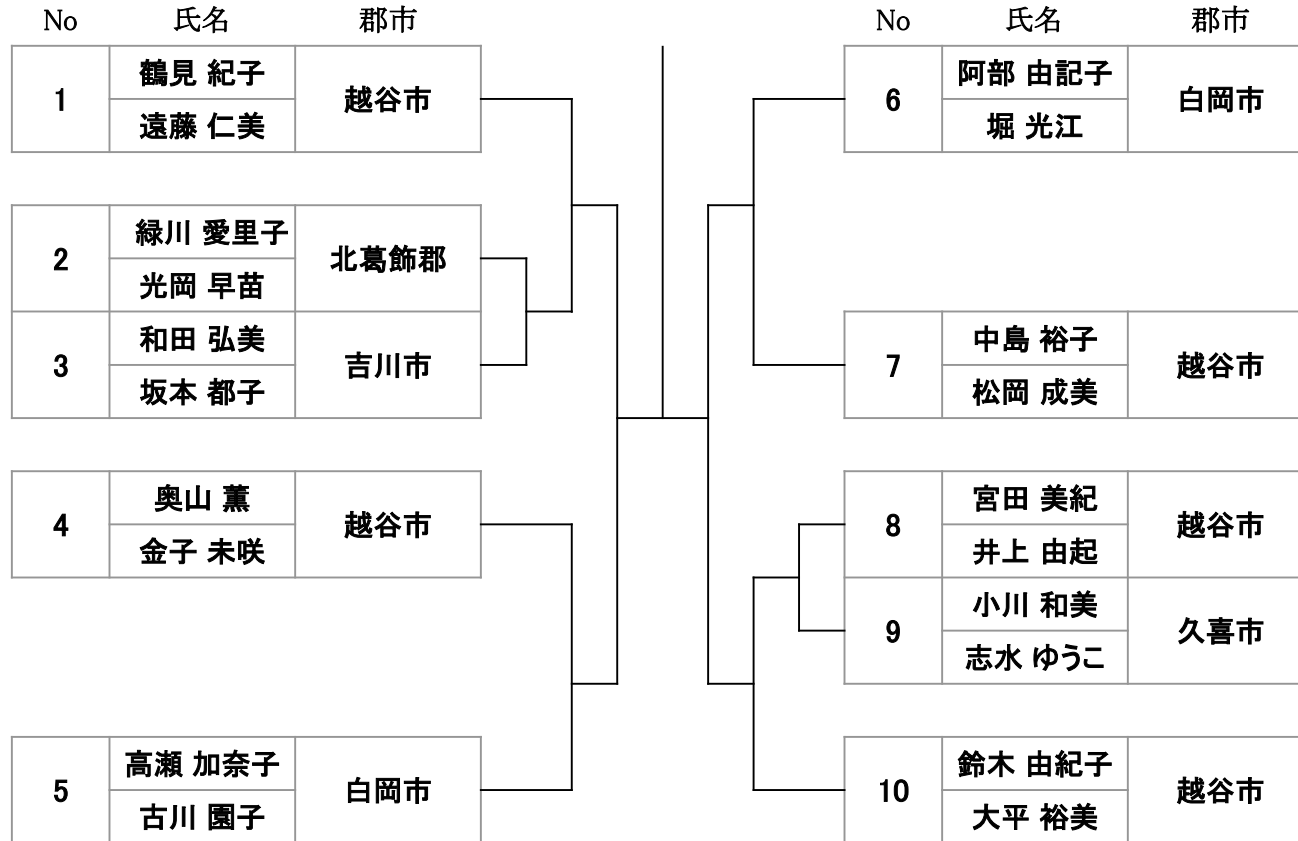 No 氏名 郡市
1 鶴見 紀子 越谷市
遠藤 仁美
2 緑川 愛里子 北葛飾郡
光岡 早苗
3 和田 弘美 吉川市
坂本 都子
4 奥山 薫 越谷市
金子 未咲
5 高瀬 加奈子 白岡市
古川 園子
No 氏名 郡市
6 阿部 由記子 白岡市
堀 光江
7 中島 裕子 越谷市
松岡 成美
8 宮田 美紀 越谷市
井上 由起
9 小川 和美 久喜市
志水 ゆうこ
10 鈴木 由紀子 越谷市
大平 裕美